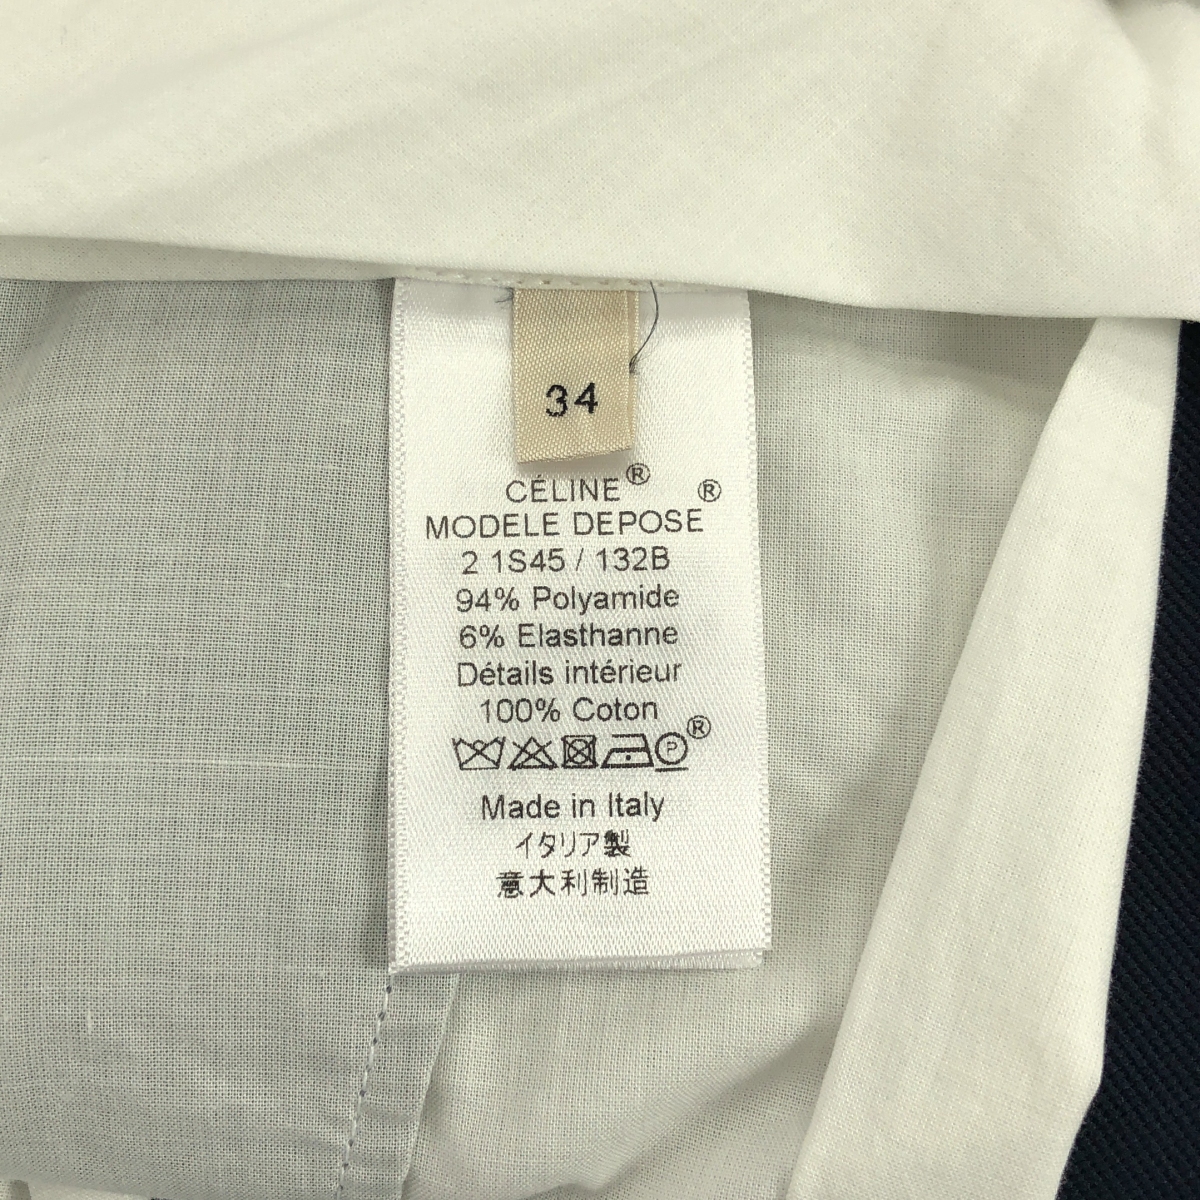 34
CÉLINE®
MODELE DEPOSE®
2 1S45 / 132B
94% Polyamide
6% Elasthanne
Détails intérieur
100% Coton
P ®
Made in Italy
イタリア製
意大利制造